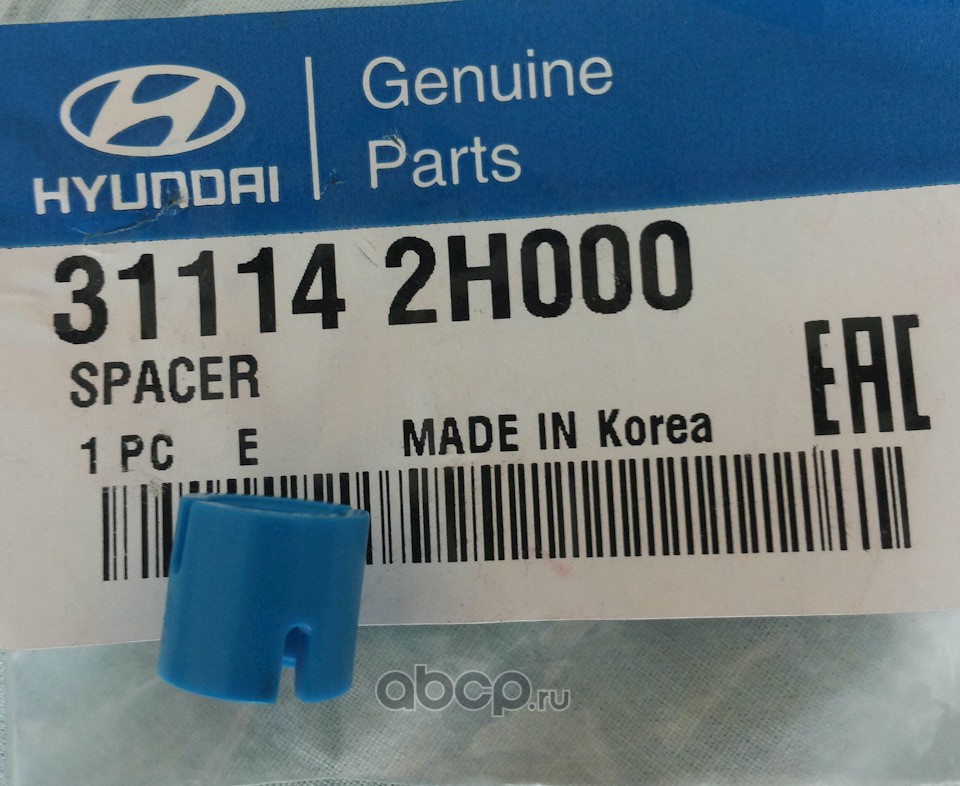 HYUNDAI
Genuine
Parts
31114 2H000
SPACER
EAC
1 PC E MADE IN Korea
abcp.ru